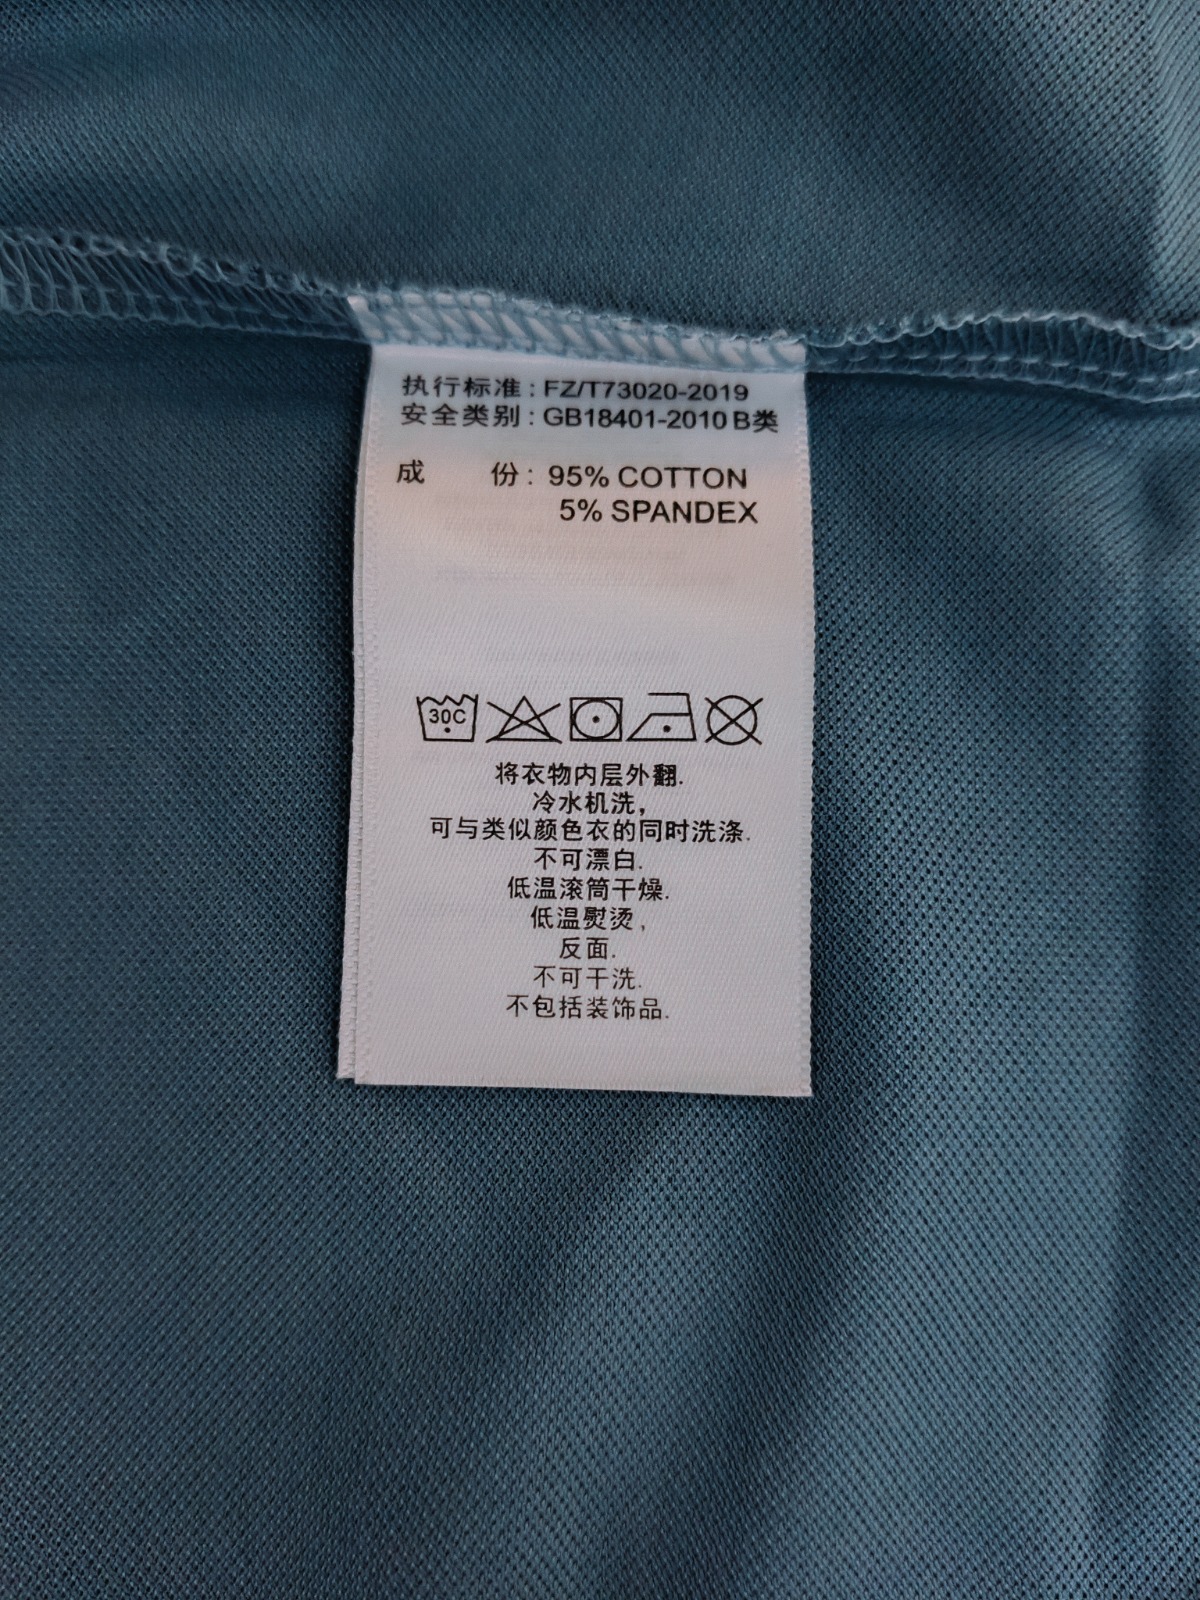 执行标准：FZ/T73020-2019
安全类别：GB18401-2010 B类
成 份：95% COTTON
5% SPANDEX
30C
将衣物内层外翻.
冷水机洗，
可与类似颜色衣的同时洗涤.
不可漂白.
低温滚筒干燥.
低温熨烫，
反面.
不可干洗.
不包括装饰品.